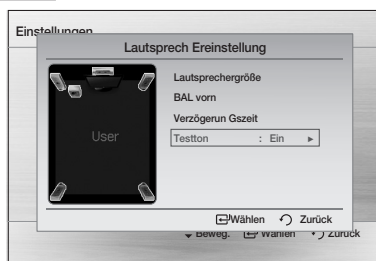 Einstellungen
Lautsprech Ereinstellung
Lautsprechergröße
BAL vorn
Verzögerun Gszeit
Testton : Ein
User
Wählen Zurück
Beweg. Wählen Zurück